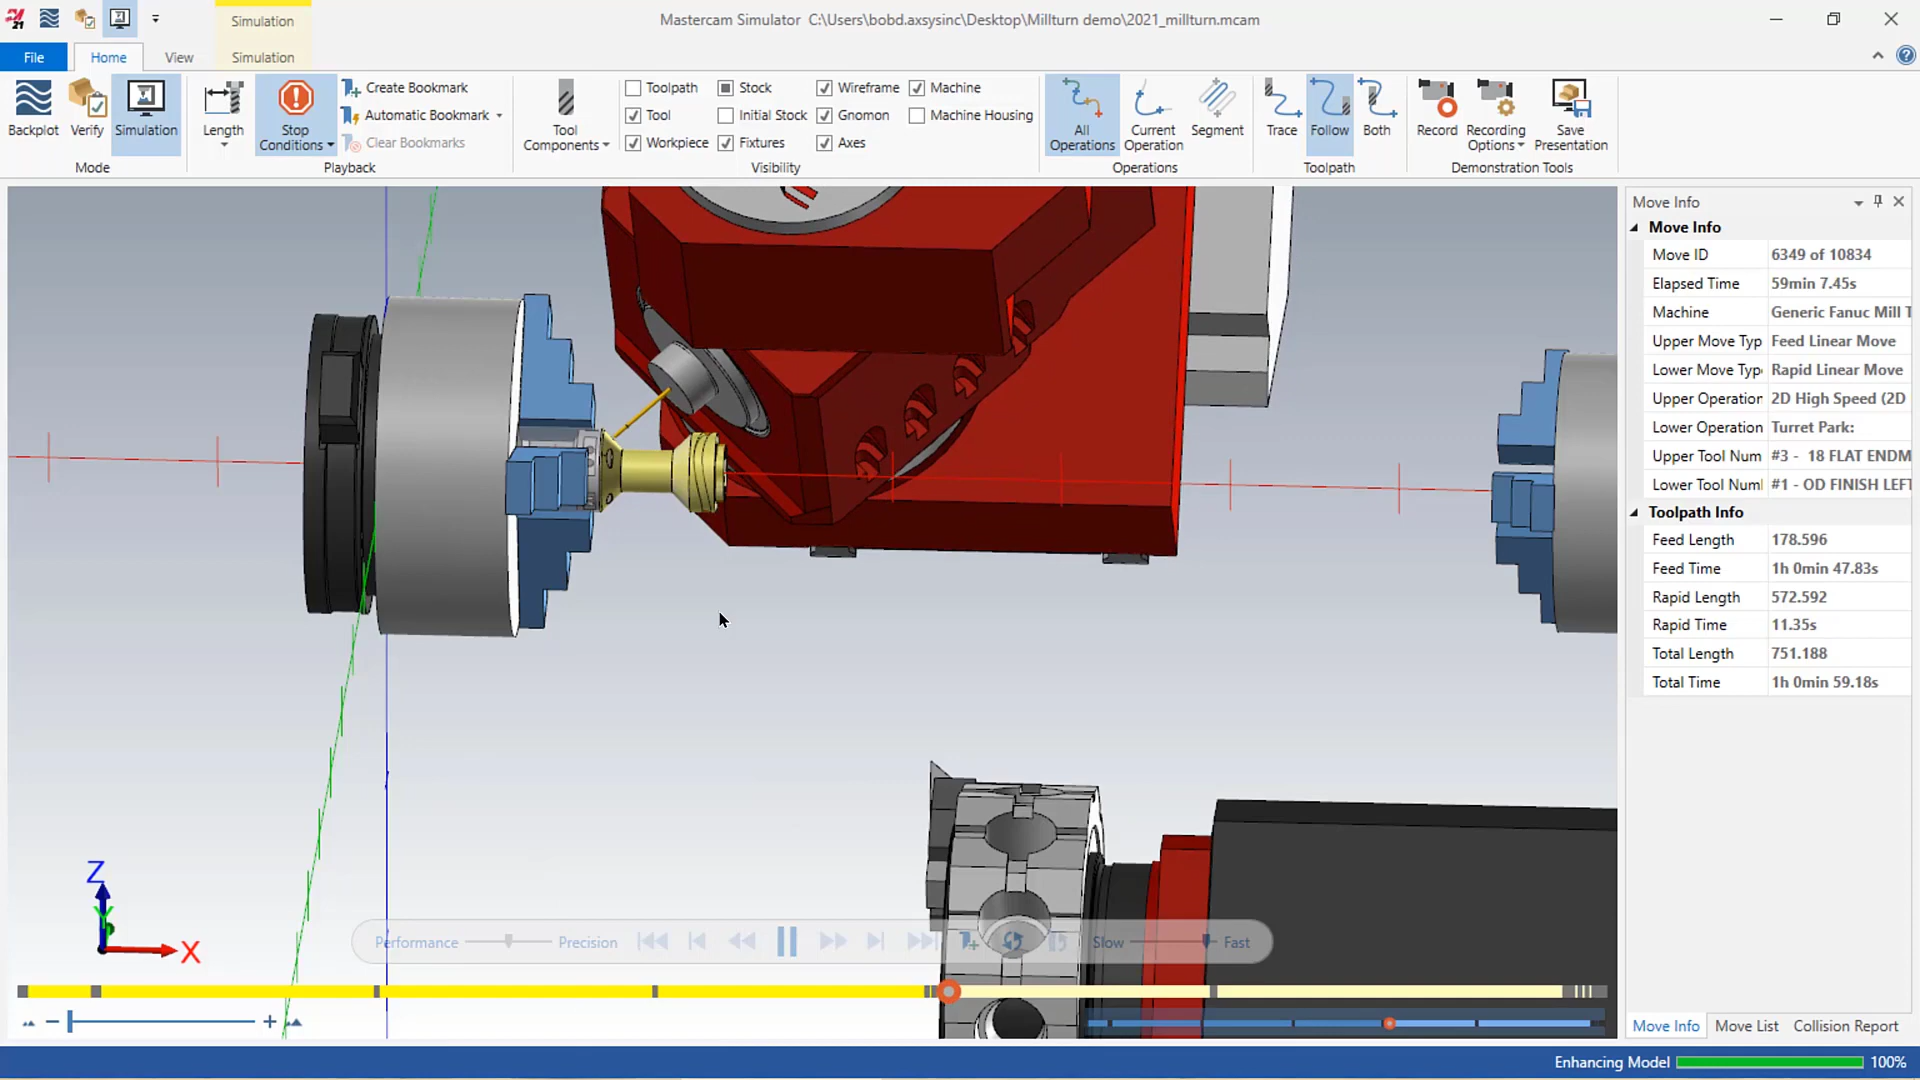 21
Simulation
Mastercam Simulator C:\Users\bobd.axsysinc\Desktop\Millturn demo\2021_millturn.mcam
File
Home
View
Simulation
Backplot
Verify
Simulation
Mode
Length
Stop
Conditions
Create Bookmark
Automatic Bookmark
Clear Bookmarks
Playback
Tool
Components
Toolpath
Stock
Wireframe
Machine
Tool
Initial Stock
Gnomon
Machine Housing
Workpiece
Fixtures
Axes
Visibility
All
Operations
Current
Operation
Segment
Operations
Trace
Follow
Both
Toolpath
Record
Recording
Options
Save
Presentation
Demonstration Tools
Move Info
Move Info
Move ID 6349 of 10834
Elapsed Time 59min 7.45s
Machine Generic Fanuc Mill T
Upper Move Typ Feed Linear Move
Lower Move Typ Rapid Linear Move
Upper Operation 2D High Speed (2D
Lower Operation Turret Park:
Upper Tool Num #3 - 18 FLAT ENDM
Lower Tool Num #1 - OD FINISH LEFT
Toolpath Info
Feed Length 178.596
Feed Time 1h 0min 47.83s
Rapid Length 572.592
Rapid Time 11.35s
Total Length 751.188
Total Time 1h 0min 59.18s
Z
Y
X
Performance
Precision
Slow
Fast
Move Info
Move List
Collision Report
Enhancing Model
100%